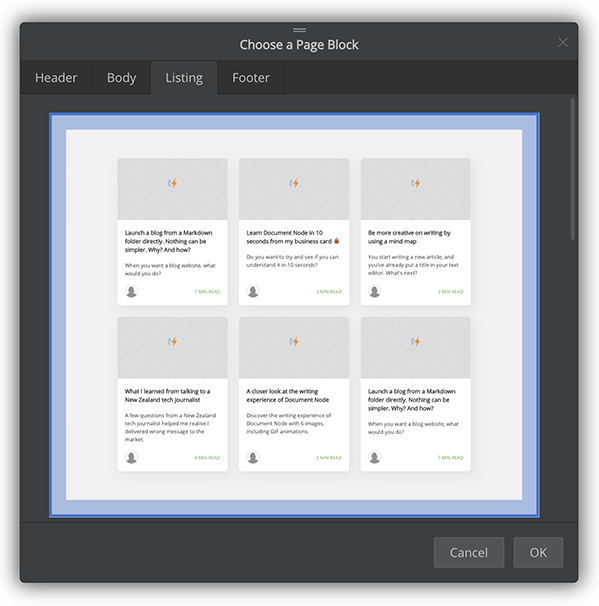 Choose a Page Block
Header
Body
Listing
Footer
Launch a blog from a Markdown
folder directly. Nothing can be
simpler. Why? And how?
When you want a blog website, what
would you do?
7 MIN READ
Learn Document Node in 10
seconds from my business card
Do you want to try and see if you can
understand it in 10 seconds?
3 MIN READ
Be more creative on writing by
using a mind map
You start writing a new article, and
you've already put a title in your text
editor. What's next?
3 MIN READ
What I learned from talking to a
New Zealand tech journalist
A few questions from a New Zealand
tech journalist helped me realise I
delivered wrong message to the
market.
4 MIN READ
A closer look at the writing
experience of Document Node
Discover the writing experience of
Document Node with 6 images,
including GIF animations.
2 MIN READ
Launch a blog from a Markdown
folder directly. Nothing can be
simpler. Why? And how?
When you want a blog website, what
would you do?
7 MIN READ
Cancel
OK